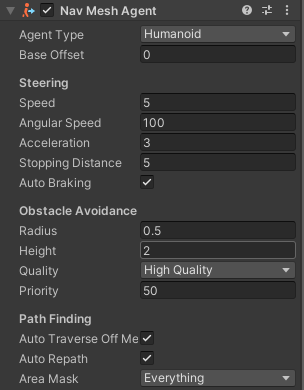 Nav Mesh Agent
Agent Type Humanoid
Base Offset 0
Steering
Speed 5
Angular Speed 100
Acceleration 3
Stopping Distance 5
Auto Braking
Obstacle Avoidance
Radius 0.5
Height 2
Quality High Quality
Priority 50
Path Finding
Auto Traverse Off Me
Auto Repath
Area Mask Everything